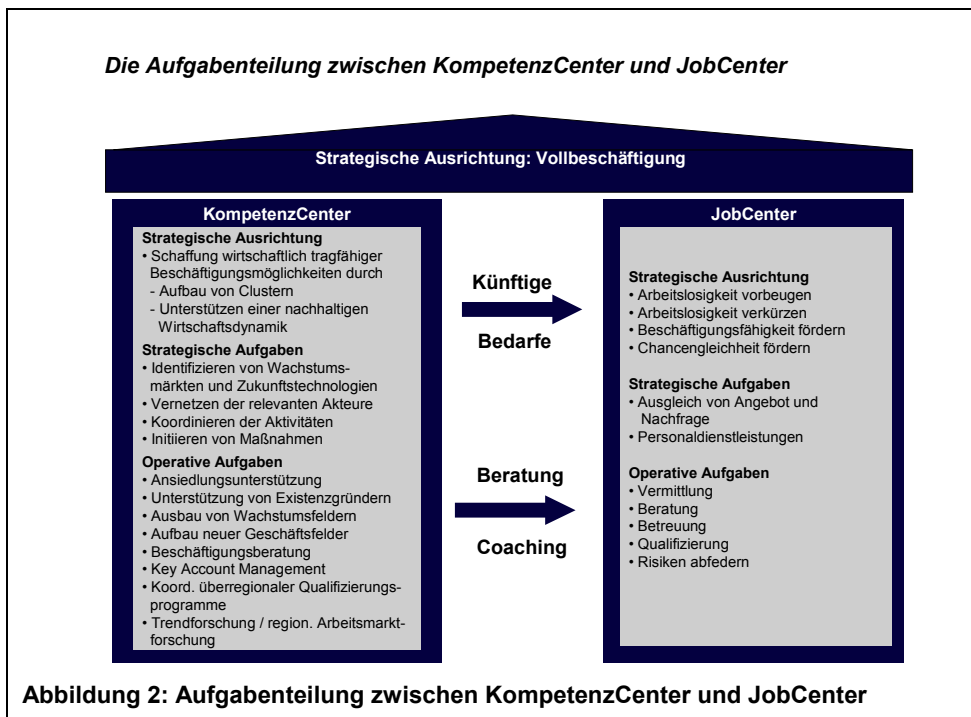 Die Aufgabenteilung zwischen KompetenzCenter und JobCenter
Strategische Ausrichtung: Vollbeschäftigung
KompetenzCenter
Strategische Ausrichtung
• Schaffung wirtschaftlich tragfähiger
Beschäftigungsmöglichkeiten durch
- Aufbau von Clustern
- Unterstützen einer nachhaltigen
Wirtschaftsdynamik
Strategische Aufgaben
• Identifizieren von Wachstums-
märkten und Zukunftstechnologien
• Vernetzen der relevanten Akteure
• Koordinieren der Aktivitäten
• Initiieren von Maßnahmen
Operative Aufgaben
• Ansiedlungsunterstützung
• Unterstützung von Existenzgründern
• Ausbau von Wachstumsfeldern
• Aufbau neuer Geschäftsfelder
• Beschäftigungsberatung
• Key Account Management
• Koord. überregionaler Qualifizierungs-
programme
• Trendforschung / region. Arbeitsmarkt-
forschung
Künftige
Bedarfe
Beratung
Coaching
JobCenter
Strategische Ausrichtung
• Arbeitslosigkeit vorbeugen
• Arbeitslosigkeit verkürzen
• Beschäftigungsfähigkeit fördern
• Chancengleichheit fördern
Strategische Aufgaben
• Ausgleich von Angebot und
Nachfrage
• Personaldienstleistungen
Operative Aufgaben
• Vermittlung
• Beratung
• Betreuung
• Qualifizierung
• Risiken abfedern
Abbildung 2: Aufgabenteilung zwischen KompetenzCenter und JobCenter